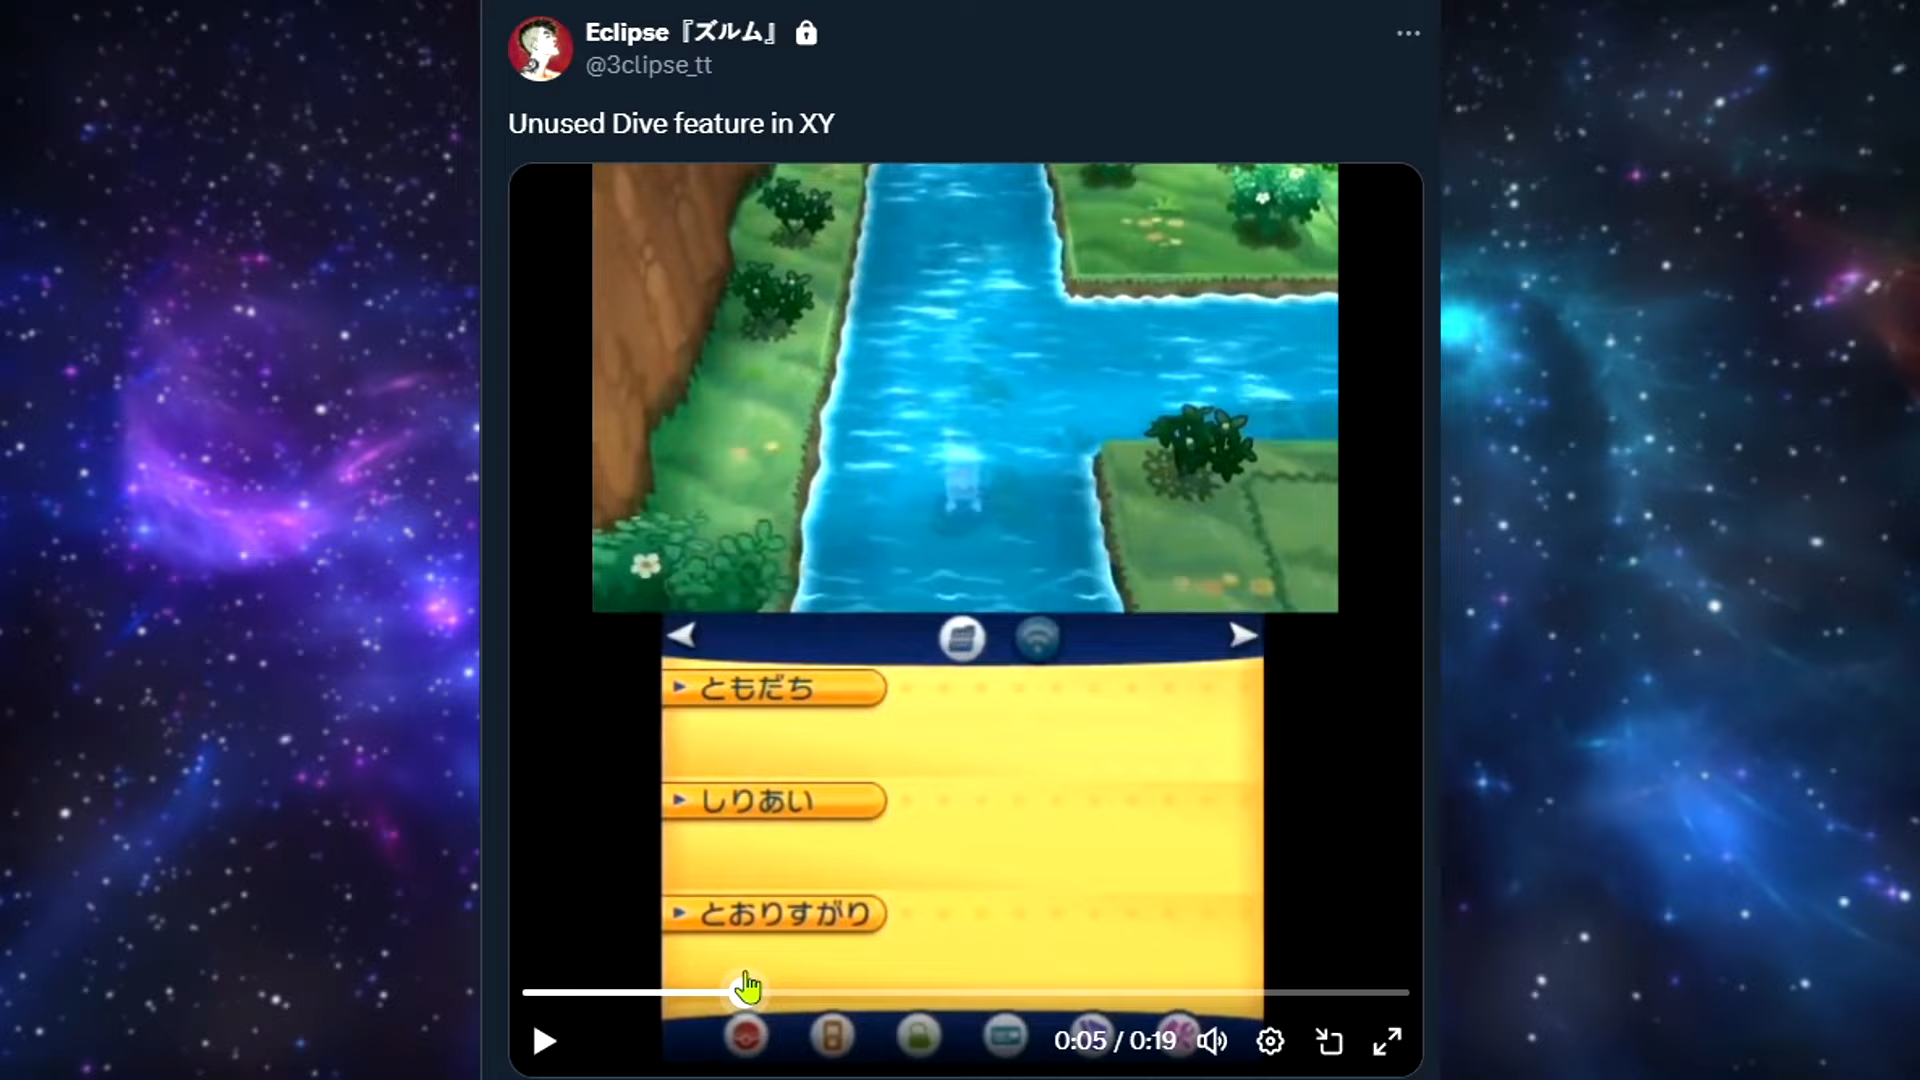 Eclipse『ズルム』
@3clipse_tt
Unused Dive feature in XY
ともだち
しりあい
とおりすがり
0:05 / 0:19